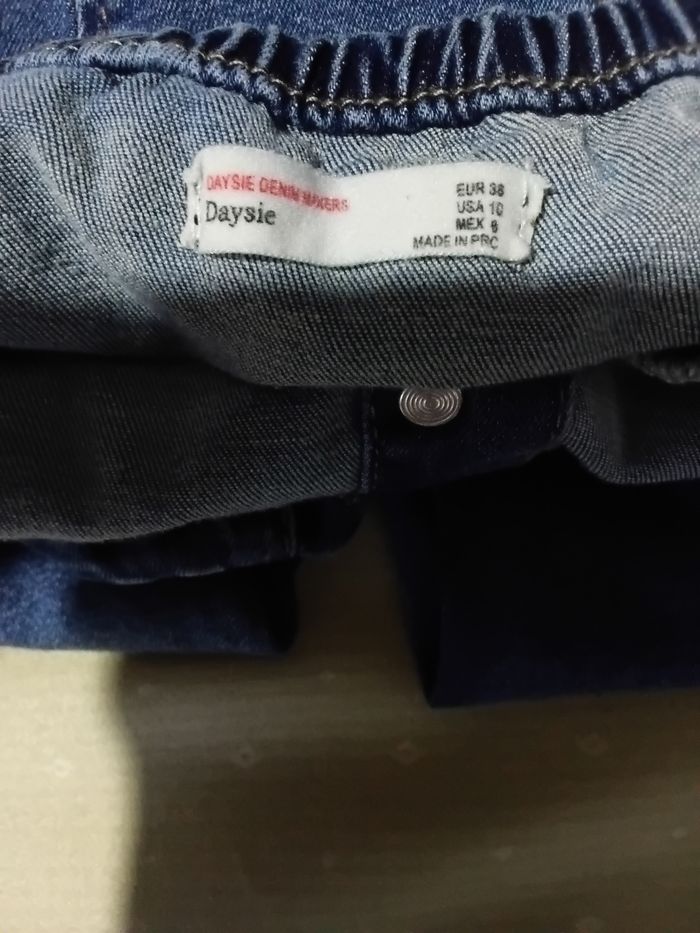 DAYSIE DENIM MAKERS
Daysie
EUR 38
USA 10
MEX 8
MADE IN PRC